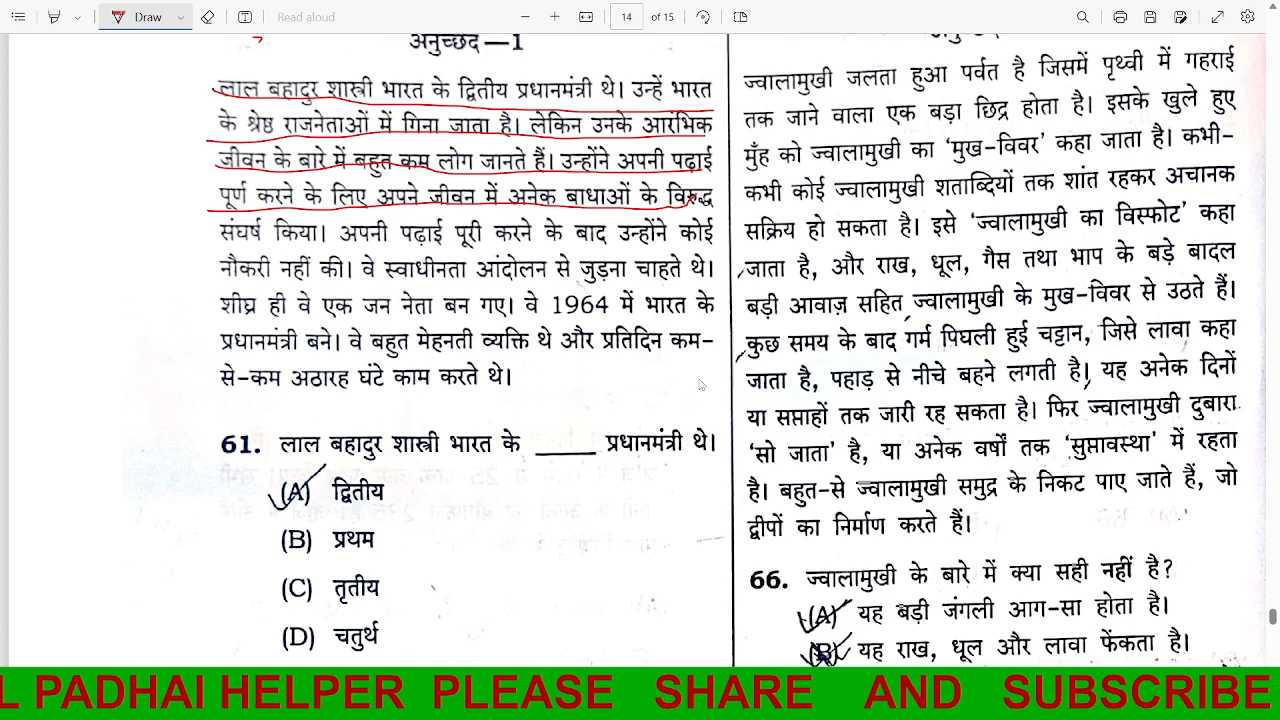 Draw
Read aloud
14 of 15
अनुच्छेद—1
लाल बहादुर शास्त्री भारत के द्वितीय प्रधानमंत्री थे। उन्हें भारत
के श्रेष्ठ राजनेताओं में गिना जाता है। लेकिन उनके आरंभिक
जीवन के बारे में बहुत कम लोग जानते हैं। उन्होंने अपनी पढ़ाई
पूर्ण करने के लिए अपने जीवन में अनेक बाधाओं के विरुद्ध
संघर्ष किया। अपनी पढ़ाई पूरी करने के बाद उन्होंने कोई
नौकरी नहीं की। वे स्वाधीनता आंदोलन से जुड़ना चाहते थे।
शीघ्र ही वे एक जन नेता बन गए। वे 1964 में भारत के
प्रधानमंत्री बने। वे बहुत मेहनती व्यक्ति थे और प्रतिदिन कम-
से-कम अठारह घंटे काम करते थे।
61. लाल बहादुर शास्त्री भारत के _____ प्रधानमंत्री थे।
(A) द्वितीय
(B) प्रथम
(C) तृतीय
(D) चतुर्थ
ज्वालामुखी जलता हुआ पर्वत है जिसमें पृथ्वी में गहराई
तक जाने वाला एक बड़ा छिद्र होता है। इसके खुले हुए
मुँह को ज्वालामुखी का ‘मुख-विवर’ कहा जाता है। कभी-
कभी कोई ज्वालामुखी शताब्दियों तक शांत रहकर अचानक
सक्रिय हो सकता है। इसे ‘ज्वालामुखी का विस्फोट’ कहा
जाता है, और राख, धूल, गैस तथा भाप के बड़े बादल
बड़ी आवाज़ सहित ज्वालामुखी के मुख-विवर से उठते हैं।
कुछ समय के बाद गर्म पिघली हुई चट्टान, जिसे लावा कहा
जाता है, पहाड़ से नीचे बहने लगती है। यह अनेक दिनों
या सप्ताहों तक जारी रह सकता है। फिर ज्वालामुखी दुबारा
‘सो जाता’ है, या अनेक वर्षों तक ‘सुप्तावस्था’ में रहता
है। बहुत-से ज्वालामुखी समुद्र के निकट पाए जाते हैं, जो
द्वीपों का निर्माण करते हैं।
66. ज्वालामुखी के बारे में क्या सही नहीं है?
(A) यह बड़ी जंगली आग-सा होता है।
(B) यह राख, धूल और लावा फेंकता है।
L PADHAI HELPER PLEASE SHARE AND SUBSCRIBE